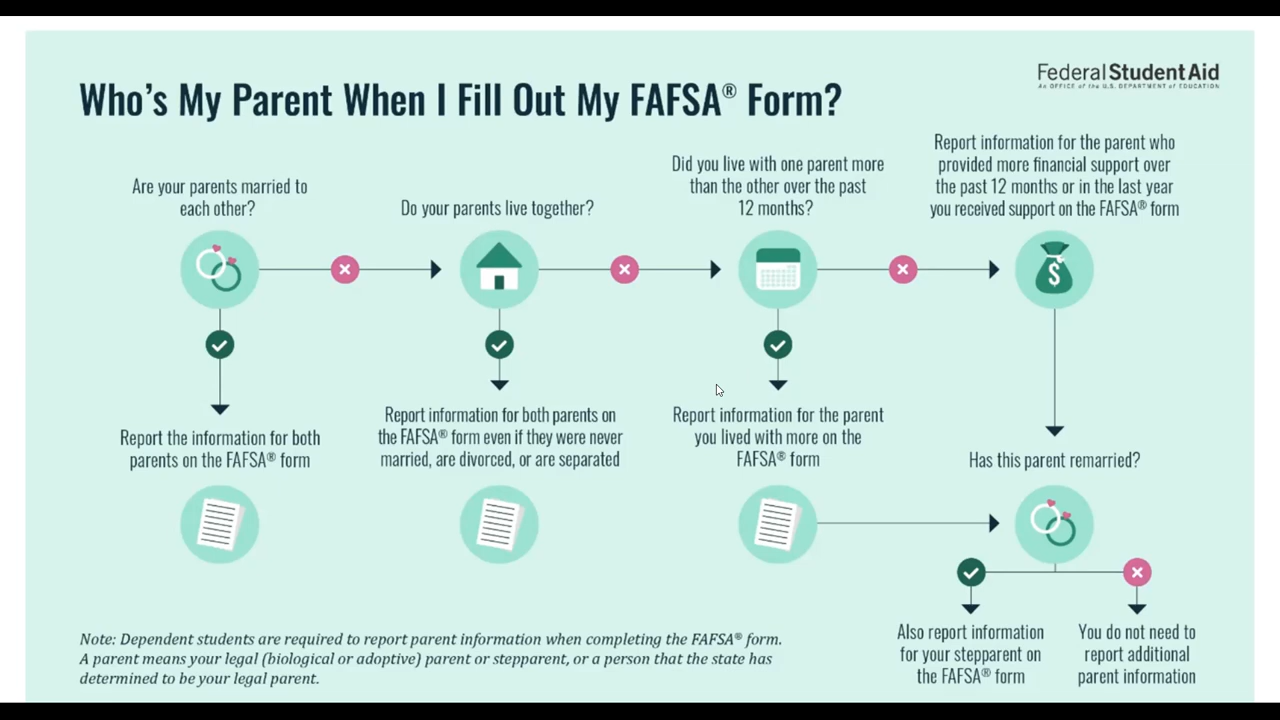 Federal Student Aid
An OFFICE of the U.S. DEPARTMENT of EDUCATION
Who's My Parent When I Fill Out My FAFSA® Form?
Are your parents married to
each other?
Do your parents live together?
Did you live with one parent more
than the other over the past
12 months?
Report information for the parent who
provided more financial support over
the past 12 months or in the last year
you received support on the FAFSA® form
$
Report the information for both
parents on the FAFSA® form
Report information for both parents on
the FAFSA® form even if they were never
married, are divorced, or are separated
Report information for the parent
you lived with more on the
FAFSA® form
Has this parent remarried?
Also report information
for your stepparent on
the FAFSA® form
You do not need to
report additional
parent information
Note: Dependent students are required to report parent information when completing the FAFSA® form.
A parent means your legal (biological or adoptive) parent or stepparent, or a person that the state has
determined to be your legal parent.